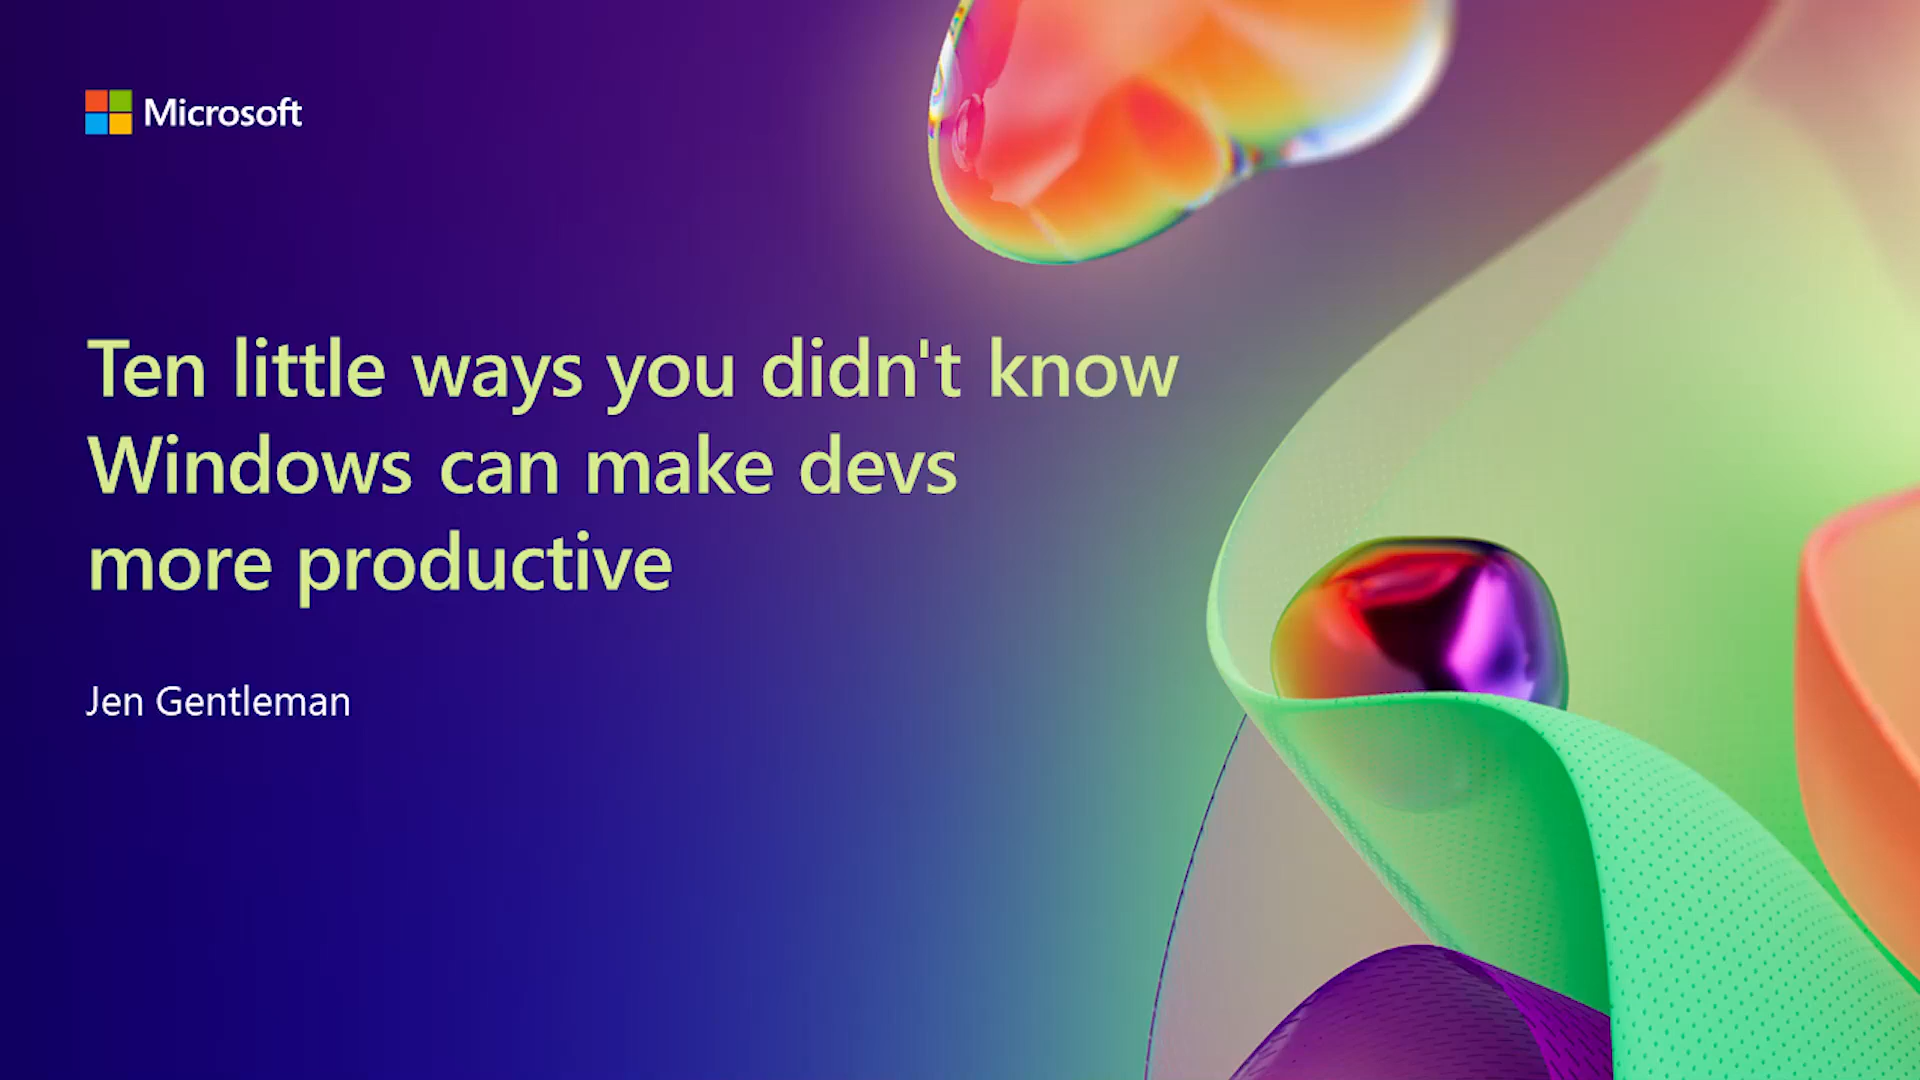 Microsoft
Ten little ways you didn't know
Windows can make devs
more productive
Jen Gentleman